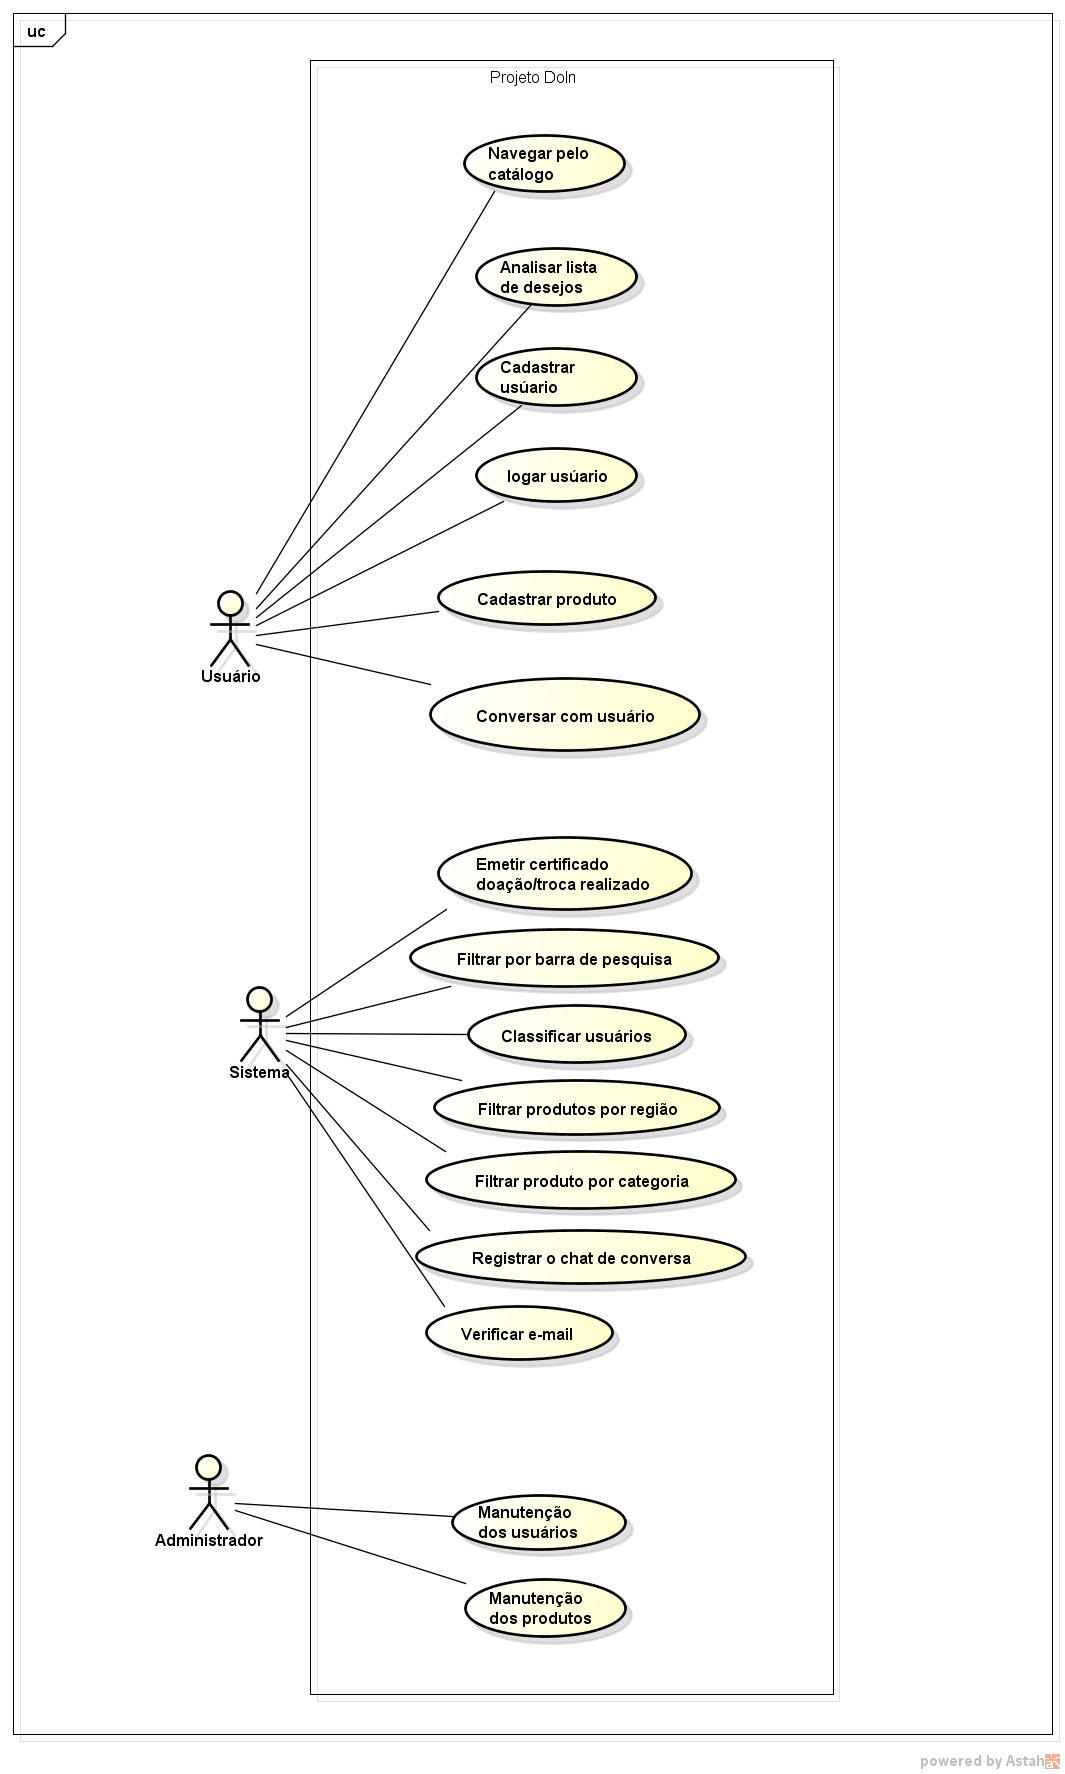 uc
Projeto DoIn
Navegar pelo
catálogo
Analisar lista
de desejos
Cadastrar
usúario
logar usúario
Cadastrar produto
Conversar com usuário
Usuário
Emetir certificado
doação/troca realizado
Filtrar por barra de pesquisa
Classificar usuários
Sistema
Filtrar produtos por região
Filtrar produto por categoria
Registrar o chat de conversa
Verificar e-mail
Administrador
Manutenção
dos usuários
Manutenção
dos produtos
powered by Astah